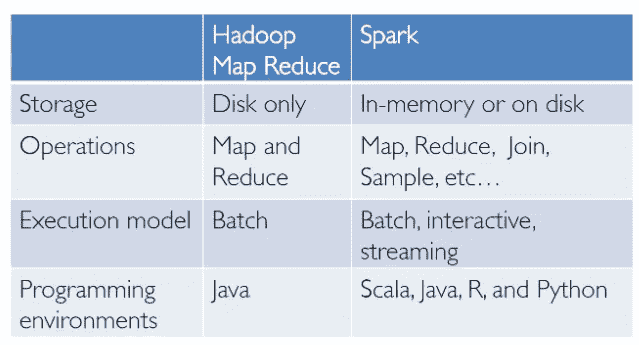 Hadoop Map Reduce
Spark
Storage
Disk only
In-memory or on disk
Operations
Map and
Reduce
Map, Reduce, Join,
Sample, etc…
Execution model
Batch
Batch, interactive,
streaming
Programming
environments
Java
Scala, Java, R, and Python